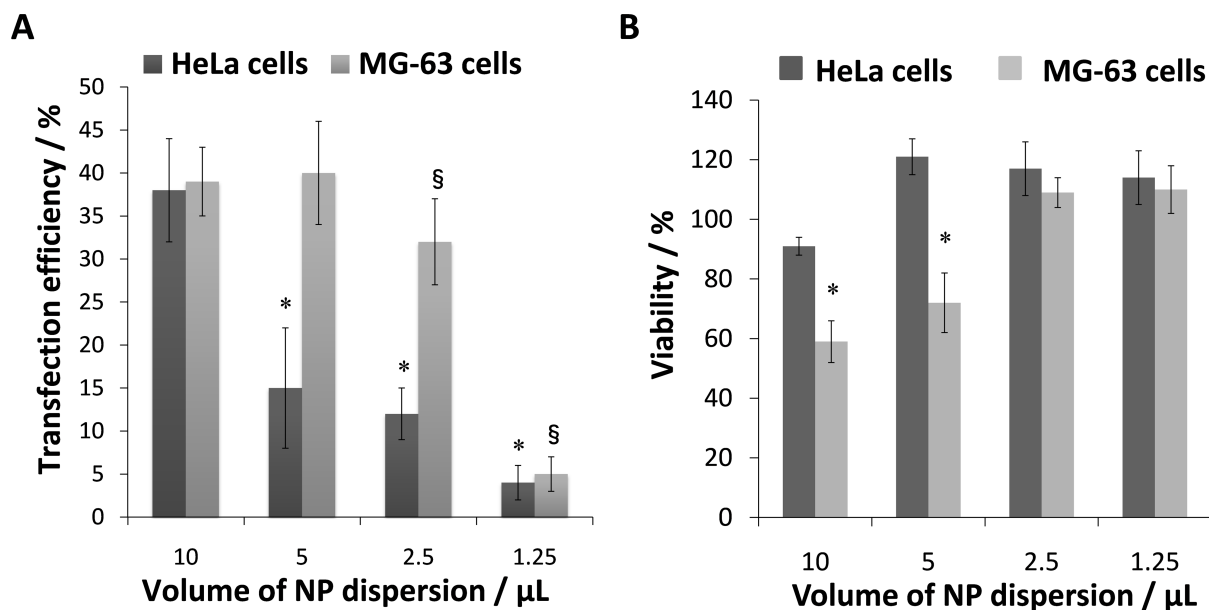 A
HeLa cells MG-63 cells
Transfection efficiency / %
50
45
40
35
30
25
20
15
10
5
0
*
*
§
*
§
10 5 2.5 1.25
Volume of NP dispersion / µL
B
HeLa cells MG-63 cells
Viability / %
140
120
100
80
60
40
20
0
*
*
10 5 2.5 1.25
Volume of NP dispersion / µL